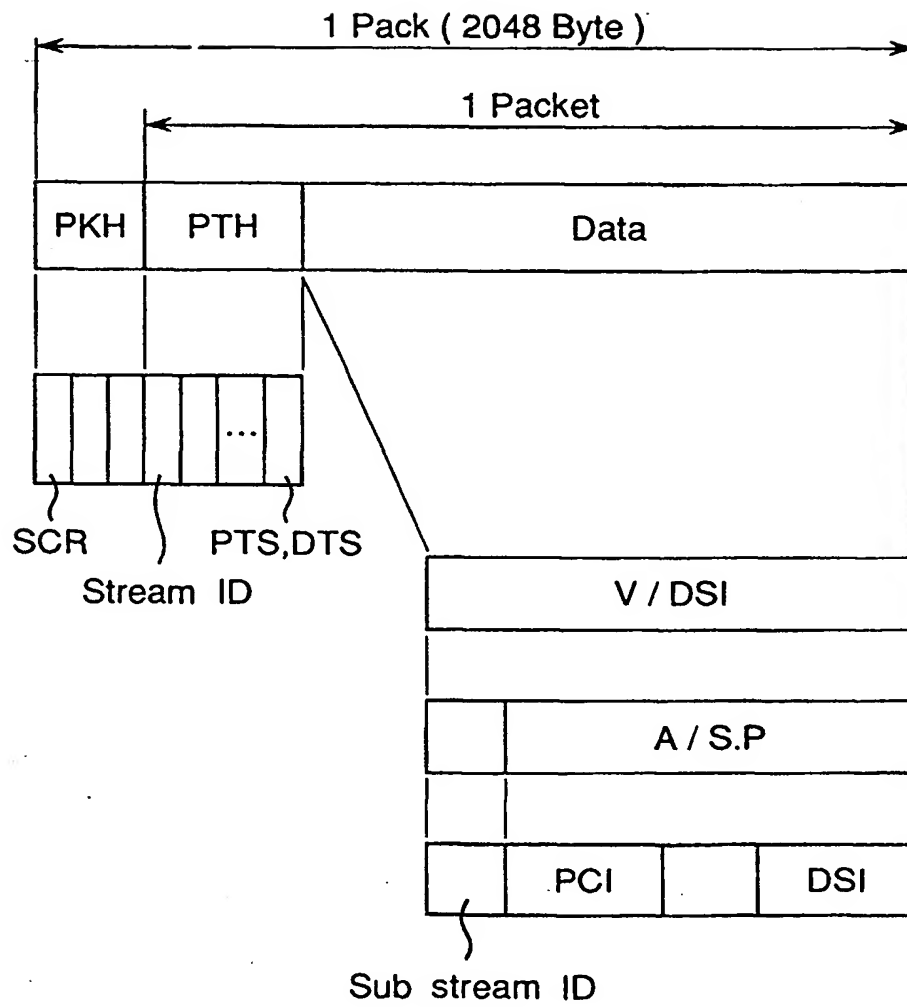 1 Pack ( 2048 Byte )
1 Packet
PKH PTH Data
...
SCR PTS,DTS
Stream ID
V / DSI
A / S.P
PCI DSI
Sub stream ID